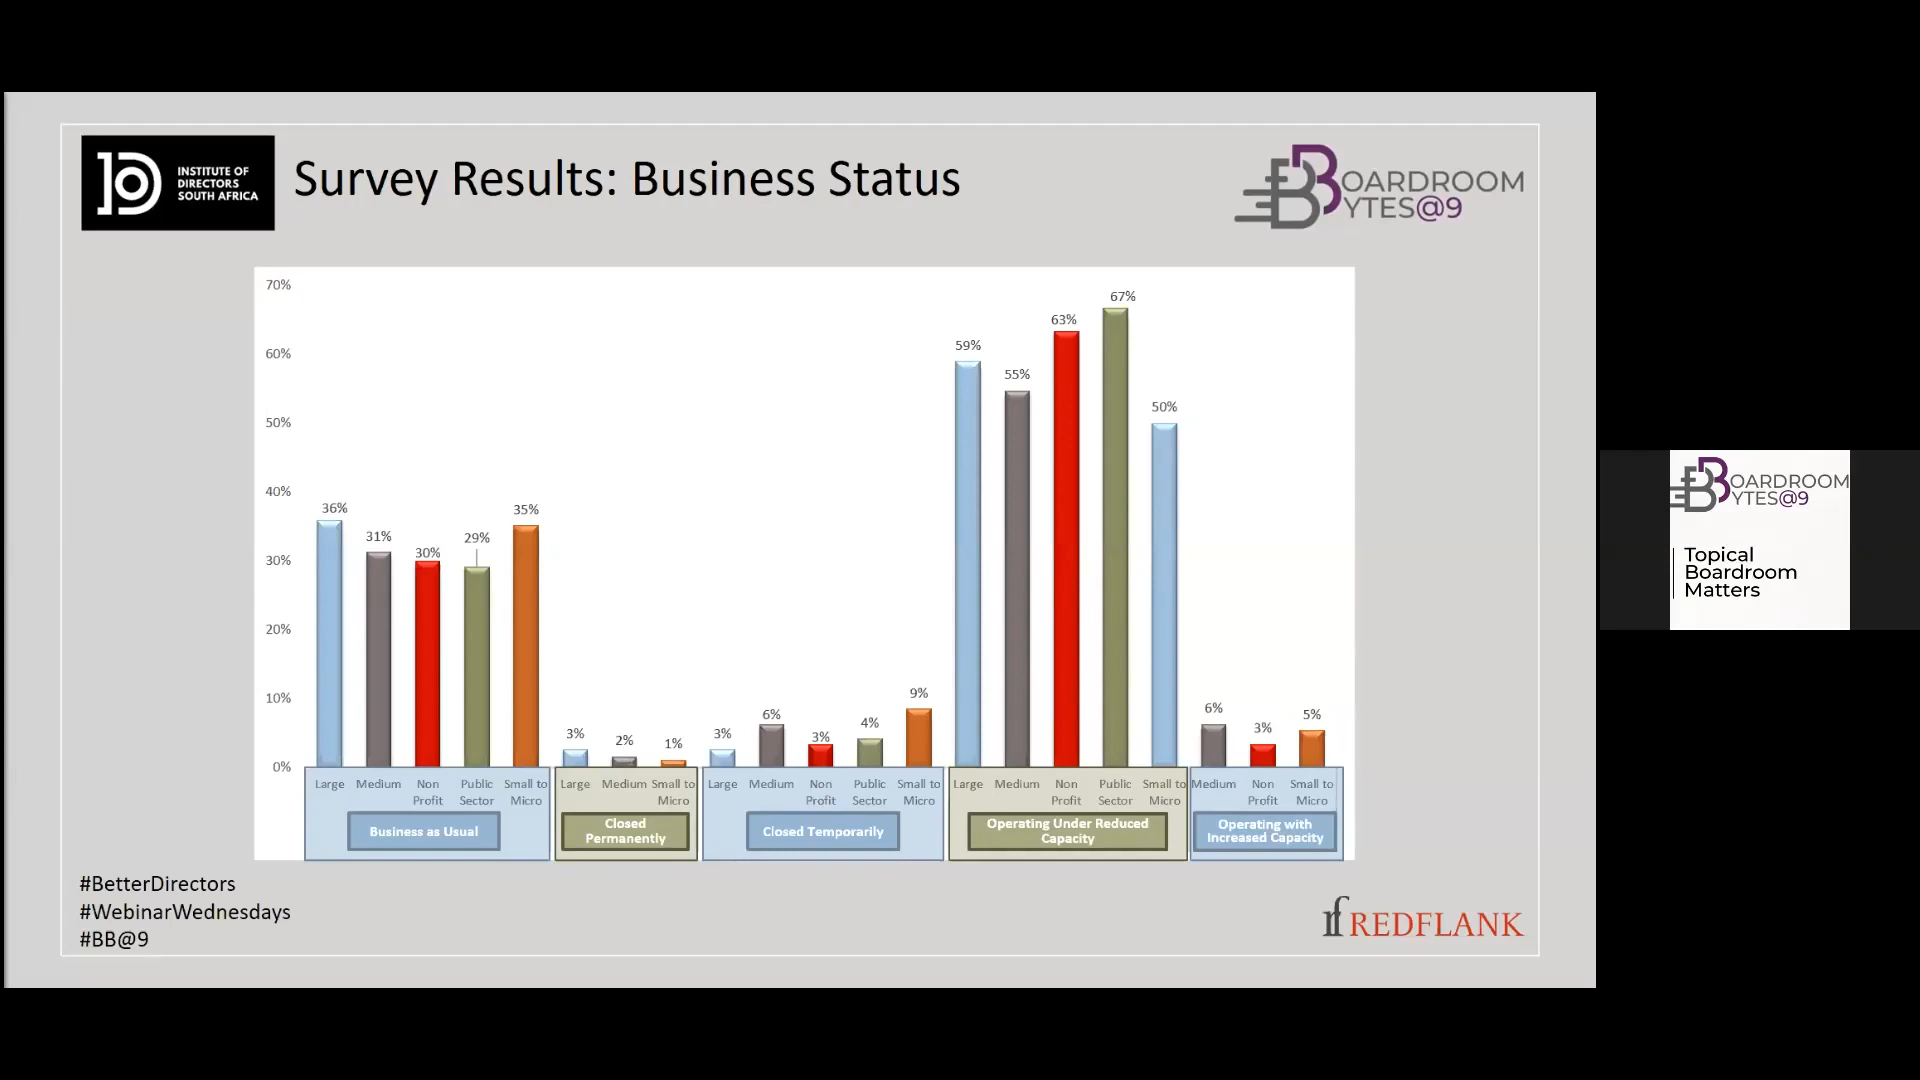 INSTITUTE OF
DIRECTORS
SOUTH AFRICA
Survey Results: Business Status
BOARDROOM
BYTES@9
70%
60%
50%
40%
30%
20%
10%
0%
36%
31%
30%
29%
35%
3%
2%
1%
3%
6%
3%
4%
9%
59%
55%
63%
67%
50%
6%
3%
5%
Large Medium Non Profit Public Sector Small to Micro
Business as Usual
Large Medium Small to Micro
Closed
Permanently
Large Medium Non Profit Public Sector Small to Micro
Closed Temporarily
Large Medium Non Profit Public Sector Small to Micro
Operating Under Reduced
Capacity
Medium Non Profit Small to Micro
Operating with
Increased Capacity
#BetterDirectors
#WebinarWednesdays
#BB@9
rf REDFLANK
BOARDROOM
BYTES@9
Topical
Boardroom
Matters